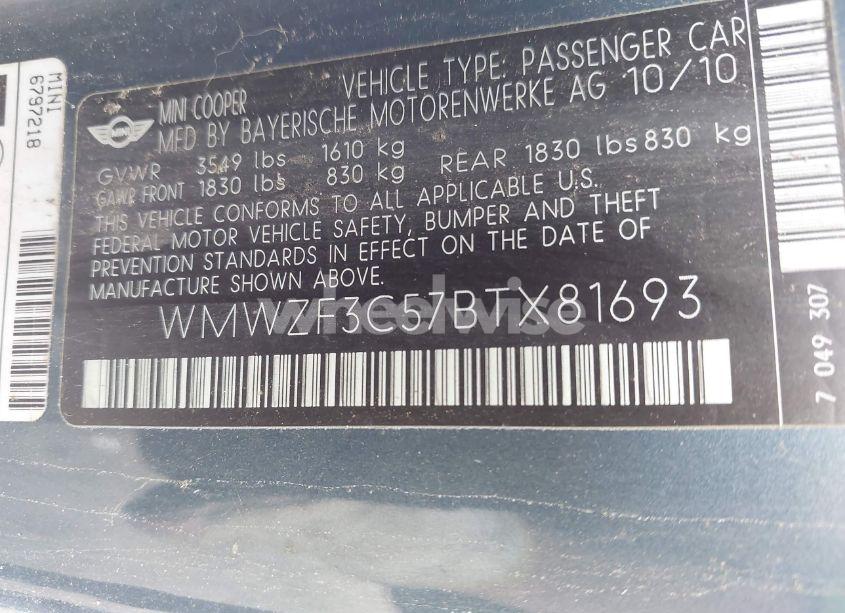 MINI
6797218
MINI
MINI COOPER
VEHICLE TYPE: PASSENGER CAR
MFD BY BAYERISCHE MOTORENWERKE AG 10/10
GVWR 3549 lbs 1610 kg
GAWR FRONT 1830 lbs 830 kg REAR 1830 lbs 830 kg
THIS VEHICLE CONFORMS TO ALL APPLICABLE U.S.
FEDERAL MOTOR VEHICLE SAFETY, BUMPER AND THEFT
PREVENTION STANDARDS IN EFFECT ON THE DATE OF
MANUFACTURE SHOWN ABOVE.
WMWZF3C57BTX81693
wheelwise
7 049 307